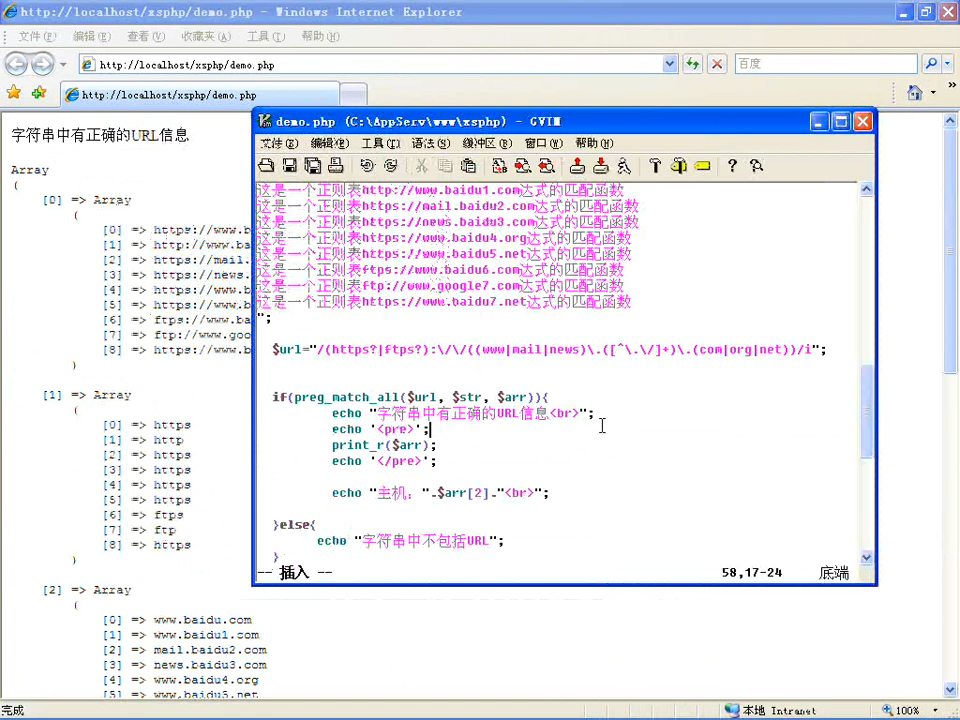 http://localhost/xsphp/demo.php - Windows Internet Explorer
文件(F) 编辑(E) 查看(V) 收藏夹(A) 工具(T) 帮助(H)
http://localhost/xsphp/demo.php
百度
http://localhost/xsphp/demo.php
字符串中有正确的URL信息
Array
(
[0] => Array
(
[0] => https://www.b
[1] => http://www.ba
[2] => https://mail.
[3] => https://news.
[4] => https://www.b
[5] => https://www.b
[6] => ftps://www.ba
[7] => ftp://www.goo
[8] => https://www.b
)
[1] => Array
(
[0] => https
[1] => http
[2] => https
[3] => https
[4] => https
[5] => https
[6] => ftps
[7] => ftp
[8] => https
)
[2] => Array
(
[0] => www.baidu.com
[1] => www.baidu1.com
[2] => mail.baidu2.com
[3] => news.baidu3.com
[4] => www.baidu4.org
[5] => www.baidu5.net
demo.php (C:\AppServ\www\xsphp) - GVIM
文件(F) 编辑(E) 工具(T) 语法(S) 缓冲区(B) 窗口(W) 帮助(H)
这是一个正则表http://www.baidu1.com达式的匹配函数
这是一个正则表https://mail.baidu2.com达式的匹配函数
这是一个正则表https://news.baidu3.com达式的匹配函数
这是一个正则表https://www.baidu4.org达式的匹配函数
这是一个正则表https://www.baidu5.net达式的匹配函数
这是一个正则表ftps://www.baidu6.com达式的匹配函数
这是一个正则表ftp://www.google7.com达式的匹配函数
这是一个正则表https://www.baidu7.net达式的匹配函数
";
$url="/(https?|ftps?):\/\/((www|mail|news)\.([^\.\/]+)\.(com|org|net))/i";
if(preg_match_all($url, $str, $arr)){
echo "字符串中有正确的URL信息<br>";
echo '<pre>';
print_r($arr);
echo '</pre>';
echo "主机：".$arr[2]."<br>";
}else{
echo "字符串中不包括URL";
}
-- 插入 --
58,17-24
底端
完成
本地 Intranet
100%